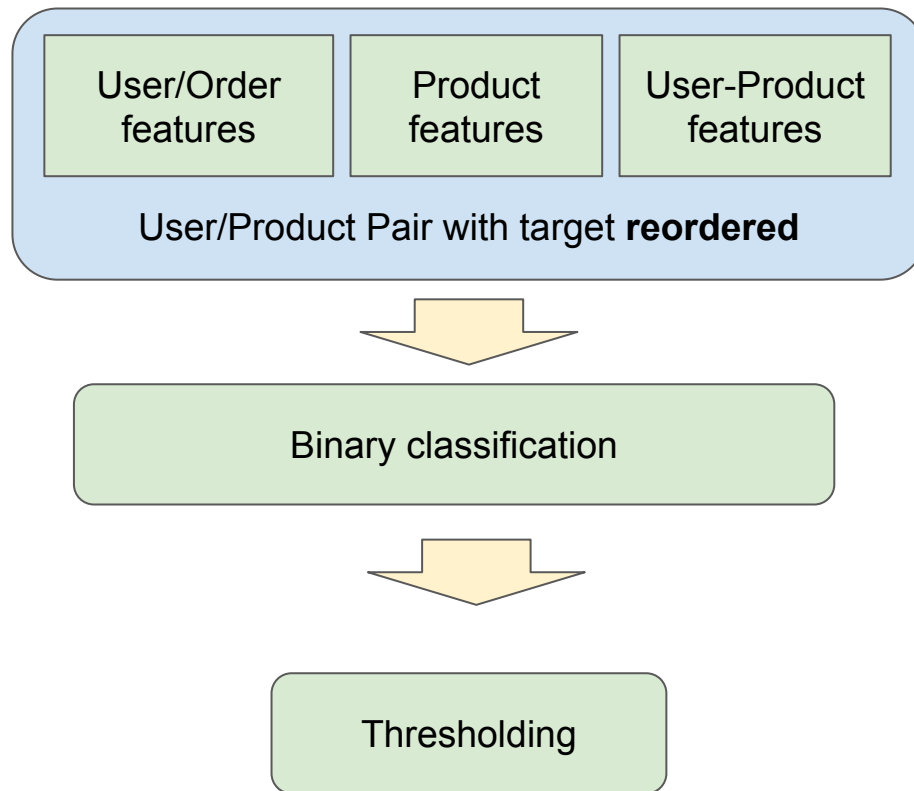 User/Order
features
Product
features
User-Product
features
User/Product Pair with target reordered
Binary classification
Thresholding